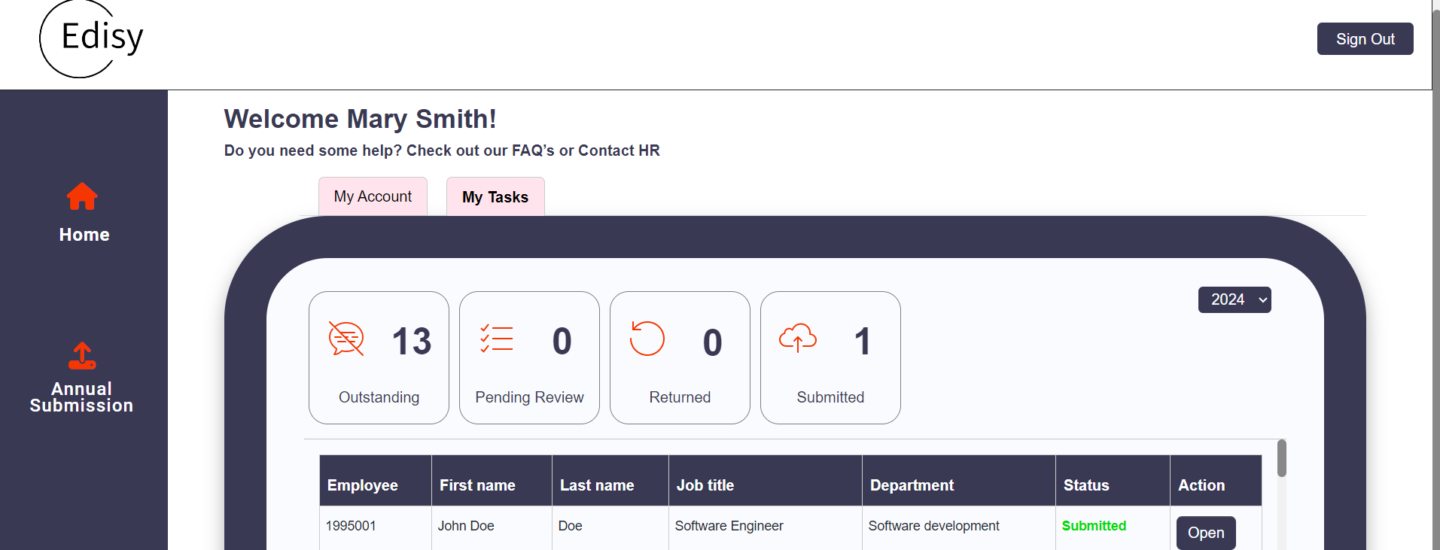 Edisy
Sign Out
Welcome Mary Smith!
Do you need some help? Check out our FAQ's or Contact HR
My Account
My Tasks
Home
Annual
Submission
2024
13
Outstanding
0
Pending Review
0
Returned
1
Submitted
Employee First name Last name Job title Department Status Action
1995001 John Doe Doe Software Engineer Software development Submitted Open